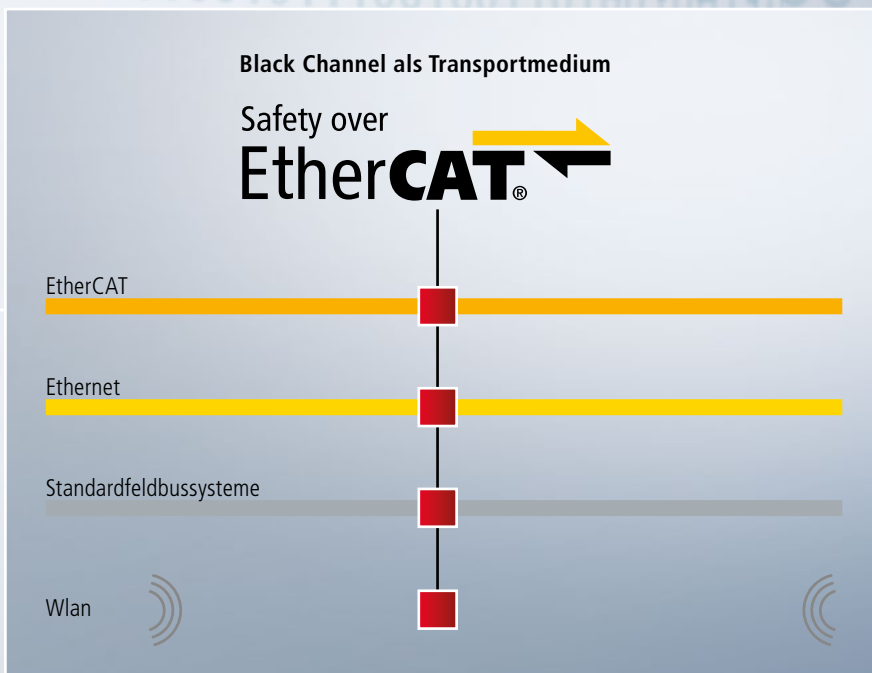 Black Channel als Transportmedium
Safety over
EtherCAT®
EtherCAT
Ethernet
Standardfeldbussysteme
Wlan